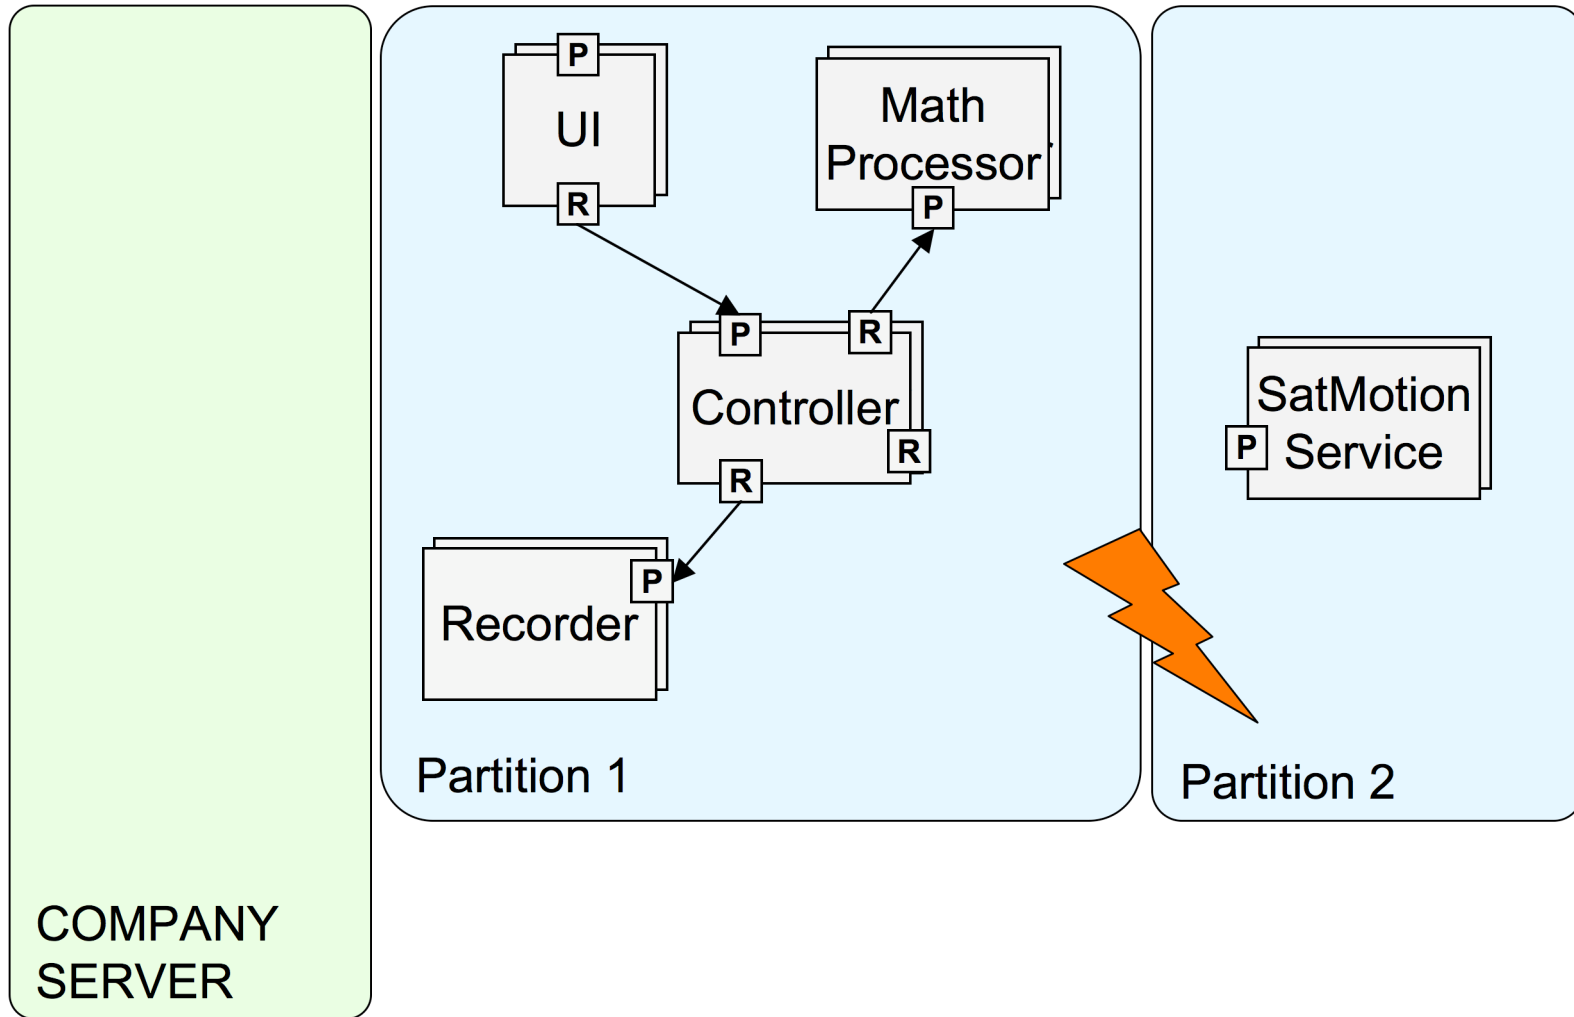 P
UI
R
Math
Processor
P
P
R
Controller
R
R
P
Recorder
SatMotion
P
Service
Partition 1
Partition 2
COMPANY
SERVER